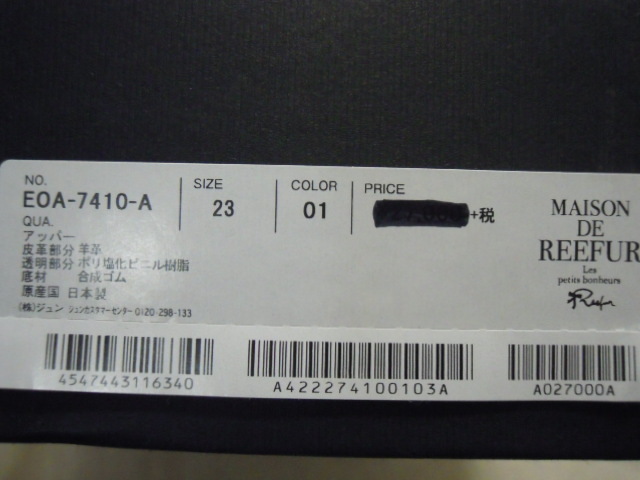 NO.
EOA-7410-A
SIZE
23
COLOR
01
PRICE
+税
QUA.
アッパー
皮革部分 羊革
透明部分 ポリ塩化ビニル樹脂
底材 合成ゴム
原産国 日本製
(株)ジュン ジュンカスタマーセンター 0120-298-133
MAISON
DE
REEFUR
Les
petits bonheurs
Reefur
4547443116340
A422274100103A
A027000A